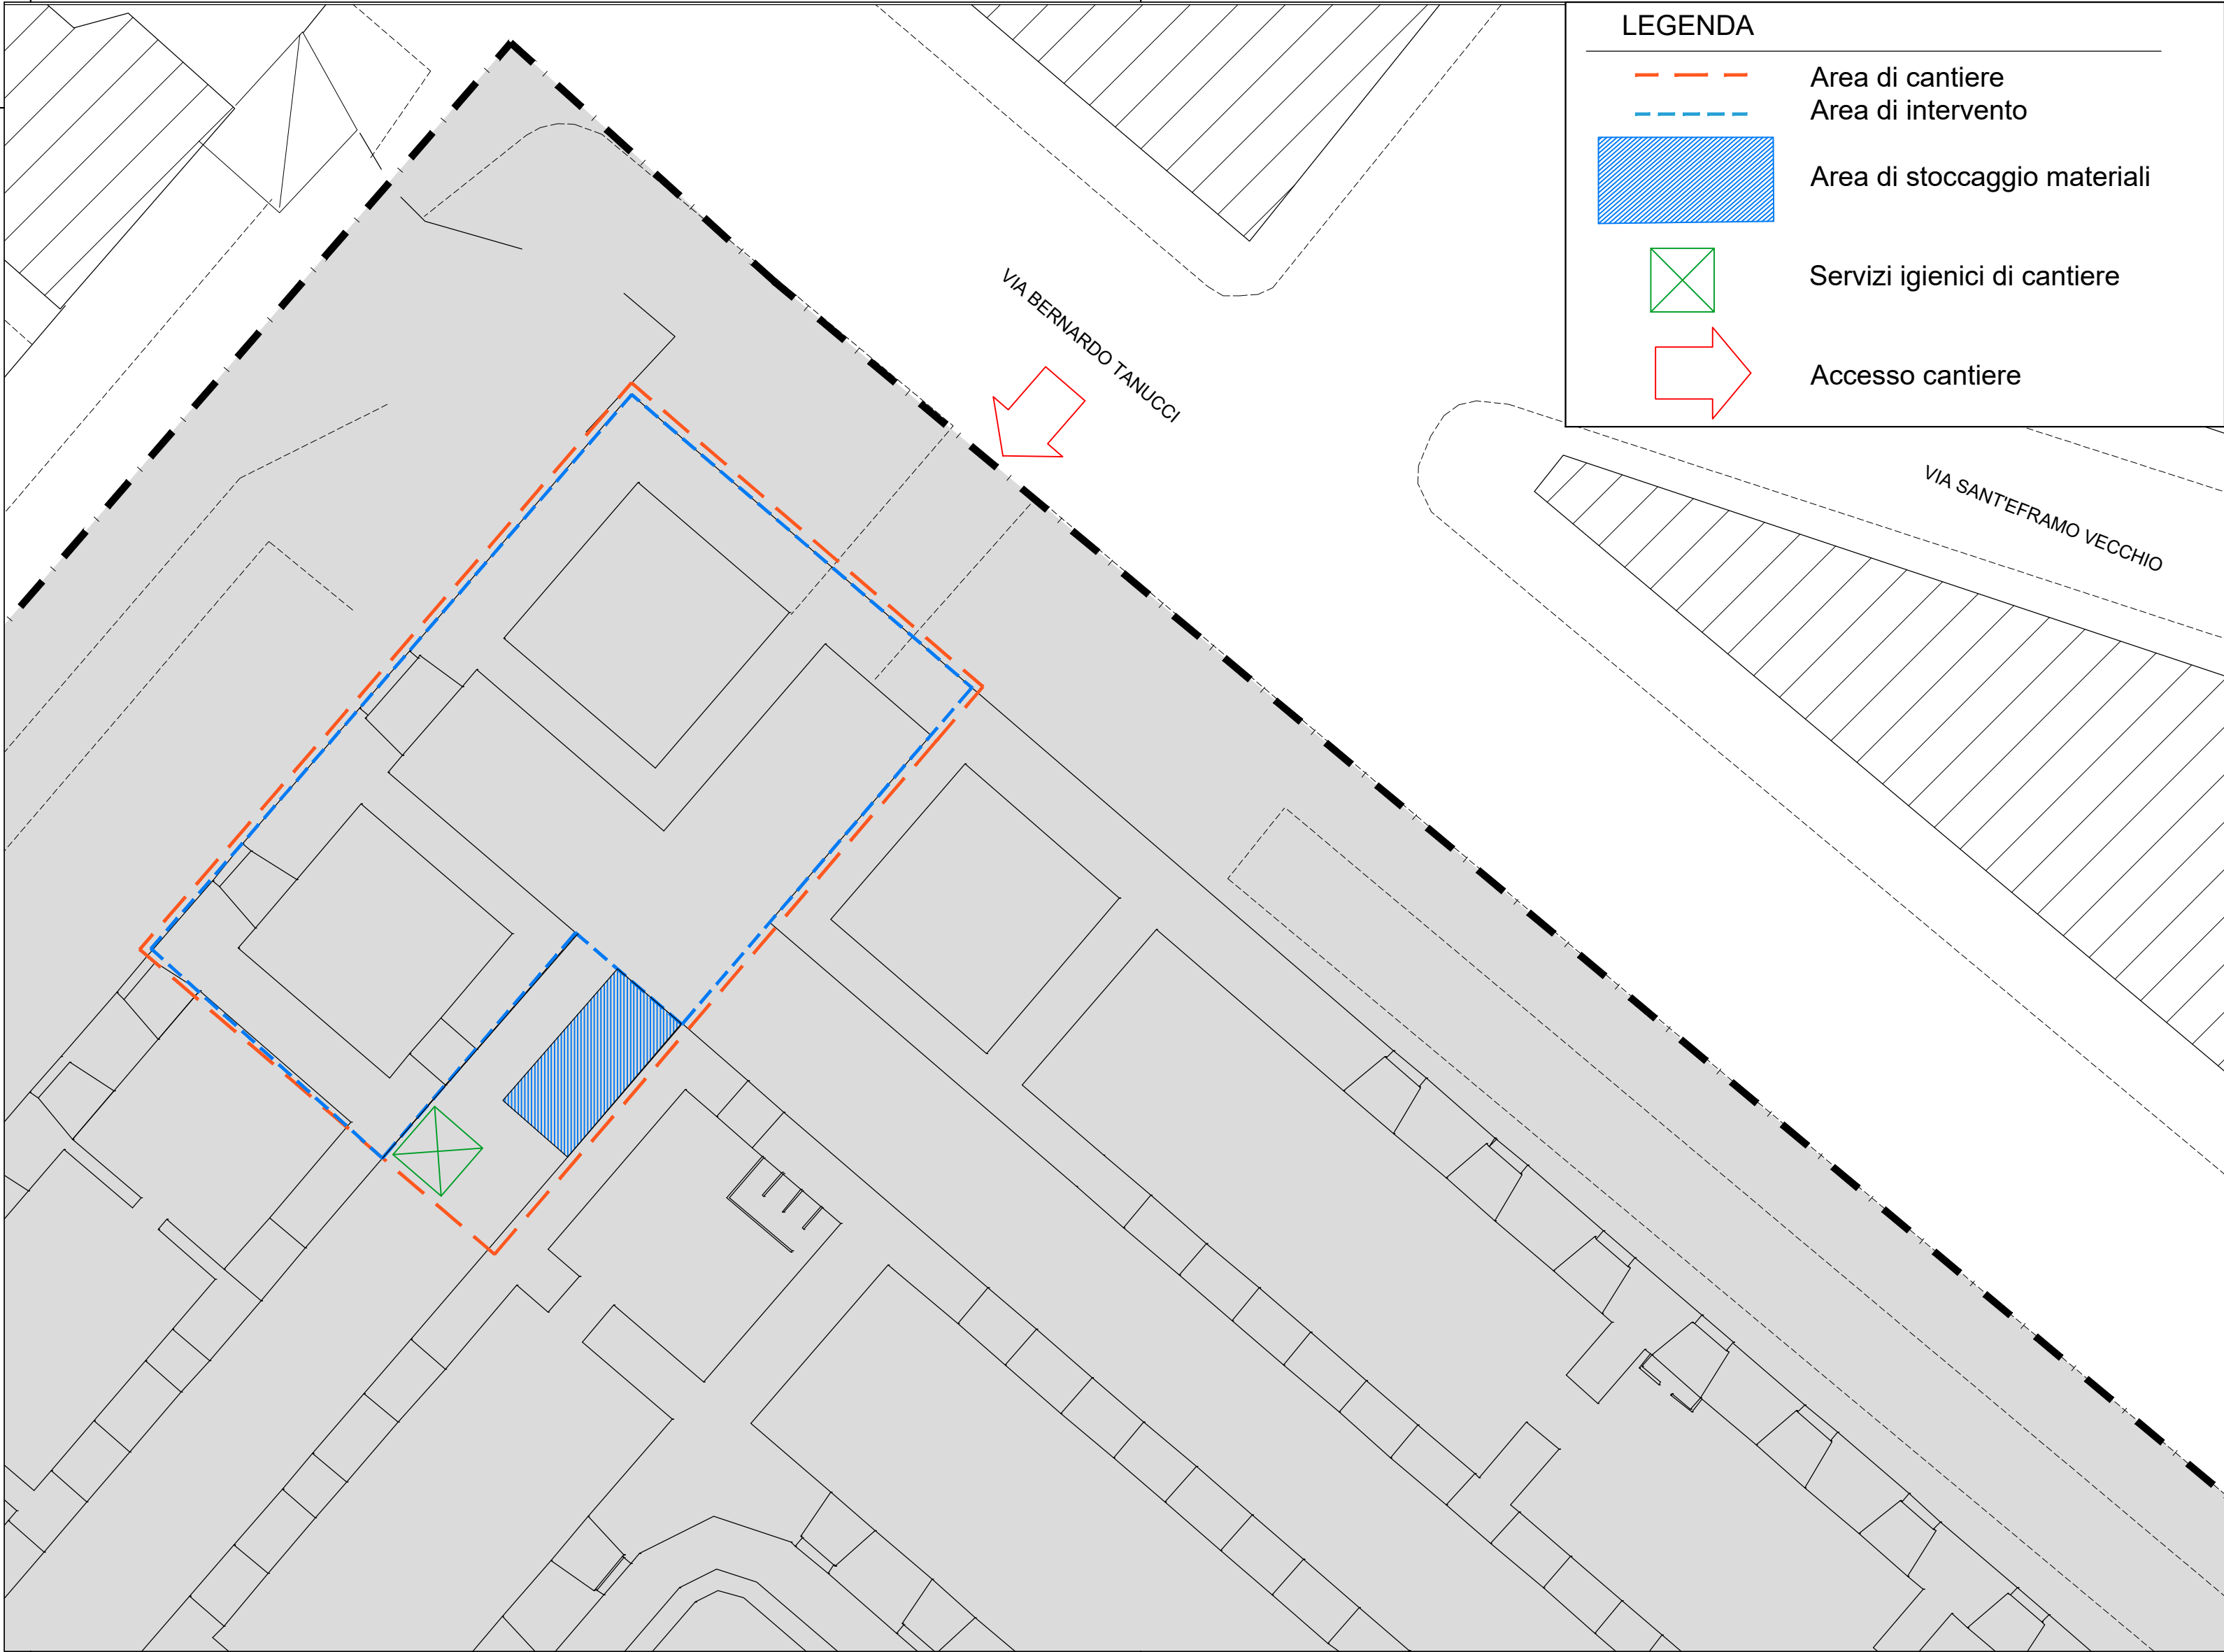 LEGENDA
Area di cantiere
Area di intervento
Area di stoccaggio materiali
Servizi igienici di cantiere
Accesso cantiere
VIA BERNARDO TANUCCI
VIA SANT'EFRAMO VECCHIO